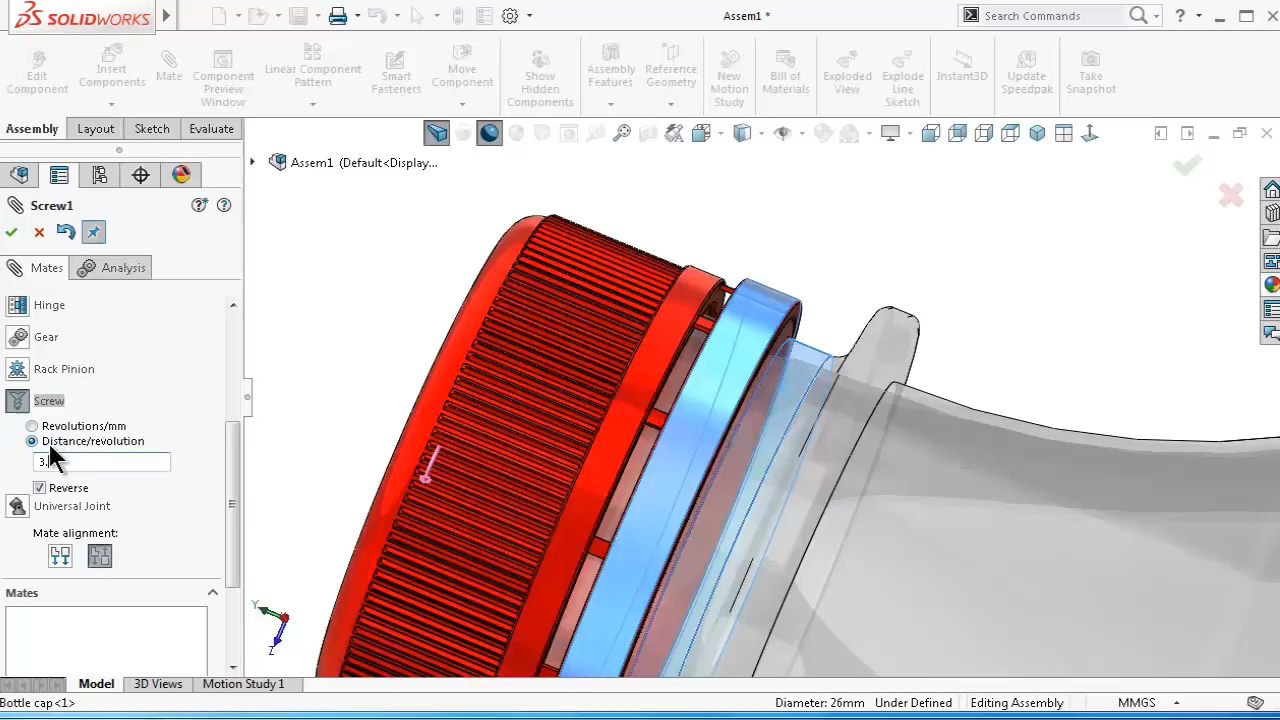 SOLIDWORKS
Assem1 *
Search Commands
?
Edit
Component
Insert
Components
Mate
Component
Preview
Window
Linear Component
Pattern
Smart
Fasteners
Move
Component
Show
Hidden
Components
Assembly
Features
Reference
Geometry
New
Motion
Study
Bill of
Materials
Exploded
View
Explode
Line
Sketch
Instant3D
Update
Speedpak
Take
Snapshot
Assembly
Layout
Sketch
Evaluate
Assem1 (Default<Display...
Screw1
Mates
Analysis
Hinge
Gear
Rack Pinion
Screw
Revolutions/mm
Distance/revolution
Reverse
Universal Joint
Mate alignment:
Mates
Y
Z
Model
3D Views
Motion Study 1
Bottle cap<1>
Diameter: 26mm
Under Defined
Editing Assembly
MMGS